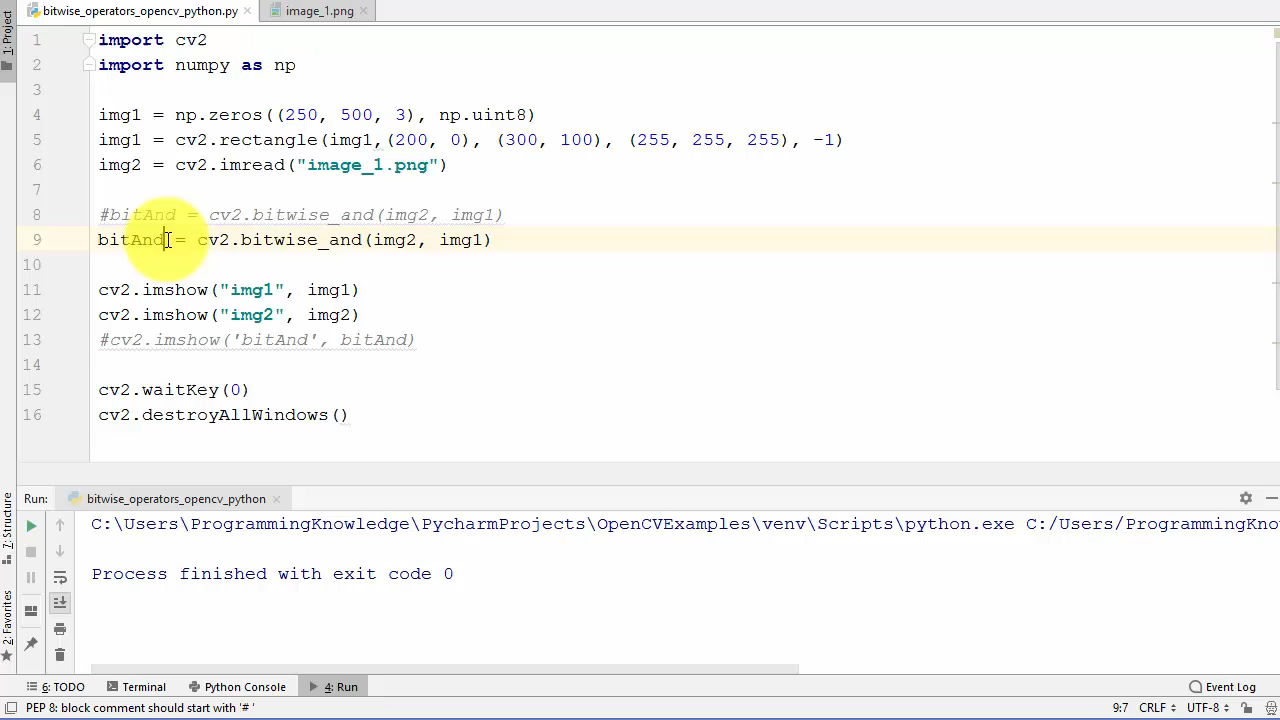 bitwise_operators_opencv_python.py
image_1.png
1: Project
1 import cv2
2 import numpy as np
3
4 img1 = np.zeros((250, 500, 3), np.uint8)
5 img1 = cv2.rectangle(img1,(200, 0), (300, 100), (255, 255, 255), -1)
6 img2 = cv2.imread("image_1.png")
7
8 #bitAnd = cv2.bitwise_and(img2, img1)
9 bitAnd = cv2.bitwise_and(img2, img1)
10
11 cv2.imshow("img1", img1)
12 cv2.imshow("img2", img2)
13 #cv2.imshow('bitAnd', bitAnd)
14
15 cv2.waitKey(0)
16 cv2.destroyAllWindows()
7: Structure
2: Favorites
Run: bitwise_operators_opencv_python
C:\Users\ProgrammingKnowledge\PycharmProjects\OpenCVExamples\venv\Scripts\python.exe C:/Users/ProgrammingKno
Process finished with exit code 0
6: TODO Terminal Python Console 4: Run Event Log
PEP 8: block comment should start with '# ' 9:7 CRLF UTF-8